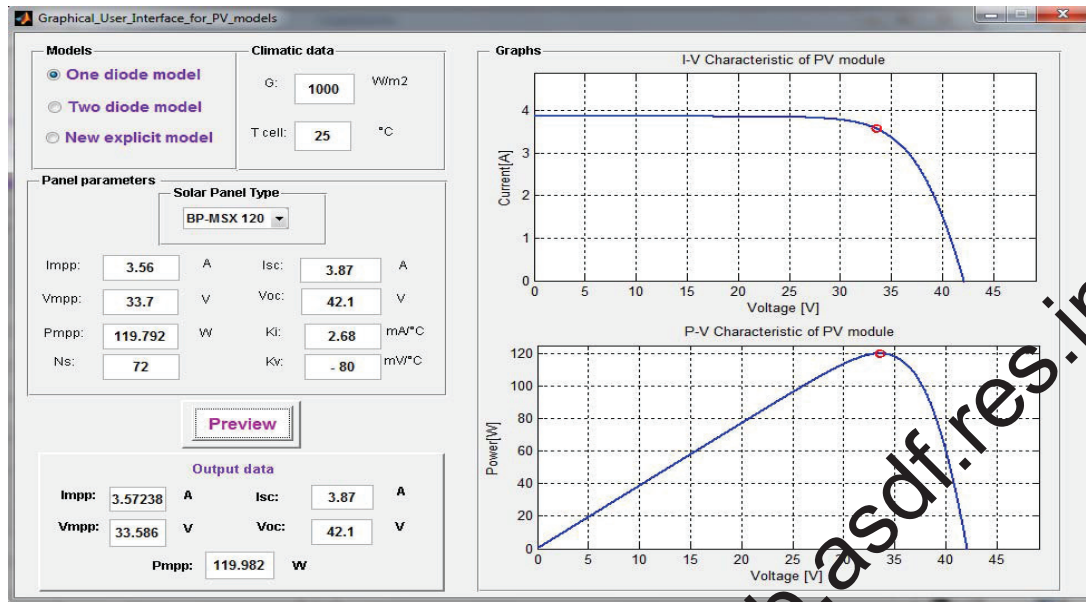 Graphical_User_Interface_for_PV_models
Models
One diode model
Two diode model
New explicit model
Climatic data
G: 1000 W/m2
T cell: 25 °C
Panel parameters
Solar Panel Type
BP-MSX 120
Impp: 3.56 A Isc: 3.87 A
Vmpp: 33.7 V Voc: 42.1 V
Pmpp: 119.792 W Ki: 2.68 mA/°C
Ns: 72 Kv: - 80 mV/°C
Preview
Output data
Impp: 3.57238 A Isc: 3.87 A
Vmpp: 33.586 V Voc: 42.1 V
Pmpp: 119.982 W
Graphs
I-V Characteristic of PV module
Current[A]
4
3
2
1
0
0 5 10 15 20 25 30 35 40 45
Voltage [V]
P-V Characteristic of PV module
Power[W]
120
100
80
60
40
20
0
0 5 10 15 20 25 30 35 40 45
Voltage [V]
.asdf.res.in